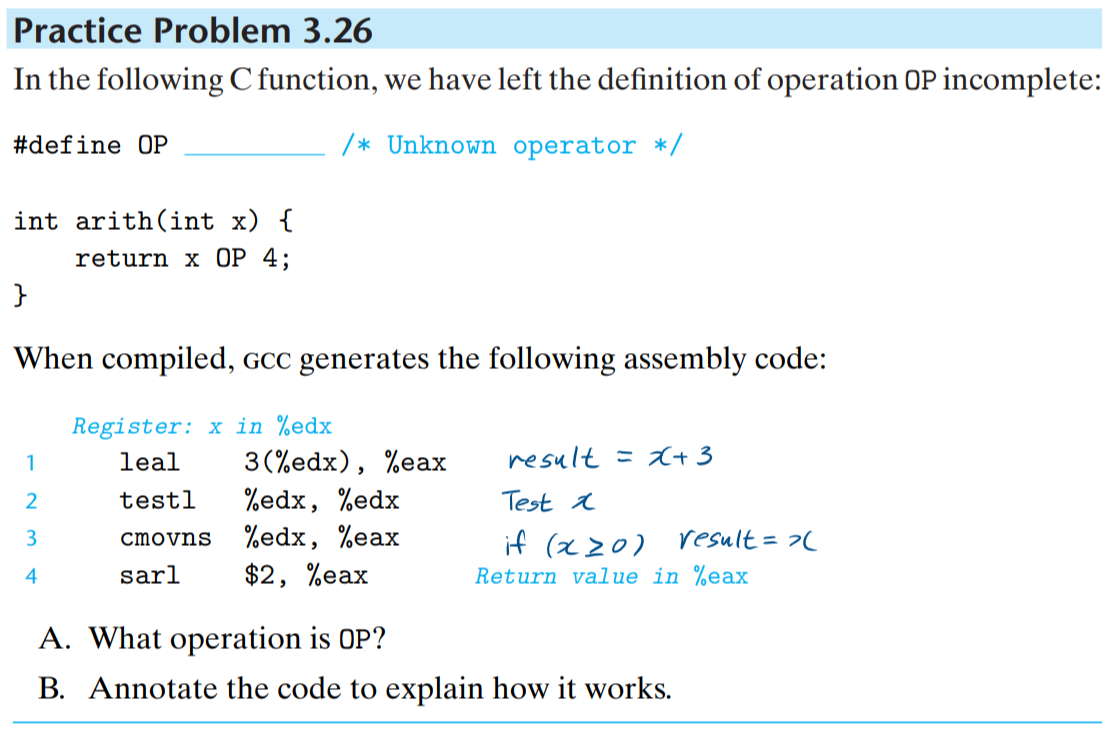 Practice Problem 3.26
In the following C function, we have left the definition of operation OP incomplete:
#define OP _________ /* Unknown operator */
int arith(int x) {
return x OP 4;
}
When compiled, GCC generates the following assembly code:
Register: x in %edx
1 leal 3(%edx), %eax result = x+3
2 testl %edx, %edx Test x
3 cmovns %edx, %eax if (x ≥ 0) result = x
4 sarl $2, %eax Return value in %eax
A. What operation is OP?
B. Annotate the code to explain how it works.